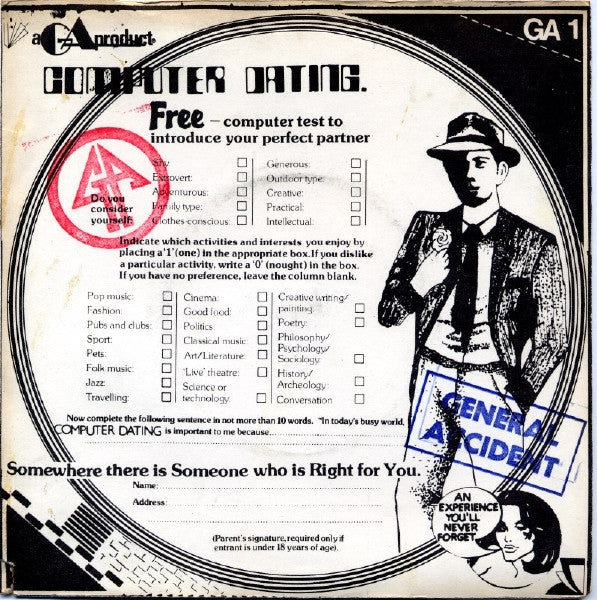 a GA product.
GA 1
COMPUTER DATING.
Free – computer test to
introduce your perfect partner
Do you
consider
yourself:
Shy:
Extrovert:
Adventurous:
Family type:
Clothes-conscious:
Generous:
Outdoor type:
Creative:
Practical:
Intellectual:
Indicate which activities and interests you enjoy by
placing a '1' (one) in the appropriate box. If you dislike
a particular activity, write a '0' (nought) in the box.
If you have no preference, leave the column blank.
Pop music:
Fashion:
Pubs and clubs:
Sport:
Pets:
Folk music:
Jazz:
Travelling:
Cinema:
Good food:
Politics
Classical music:
Art/Literature:
'Live' theatre:
Science or
technology:
Creative writing/
painting:
Poetry:
Philosophy/
Psychology/
Sociology:
History/
Archeology:
Conversation
Now complete the following sentence in not more than 10 words. "In today's busy world,
COMPUTER DATING is important to me because
GENERAL
ACCIDENT
Somewhere there is Someone who is Right for You.
Name:
Address:
(Parent's signature, required only if
entrant is under 18 years of age).
AN
EXPERIENCE
YOU'LL
NEVER
FORGET.